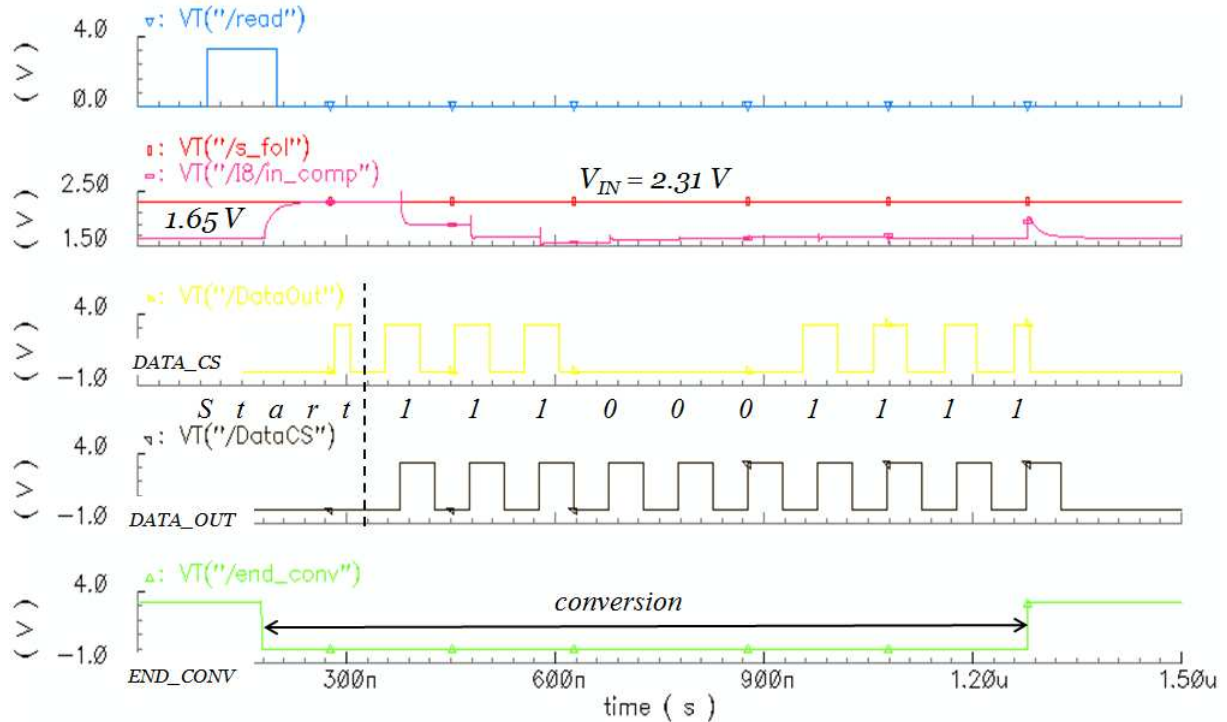 ▿: VT("/read")
4.0
( V )
0.0
▯: VT("/s_fol")
▭: VT("/I8/in_comp")
2.50
VIN = 2.31 V
1.65 V
( V )
1.50
VT("/DataOut")
4.0
( V )
DATA_CS
-1.0
S t a r t 1 1 1 0 0 0 1 1 1 1
VT("/DataCS")
4.0
( V )
DATA_OUT
-1.0
▵: VT("/end_conv")
4.0
conversion
( V )
-1.0
END_CONV
300n 600n 900n 1.20u 1.50u
time ( s )